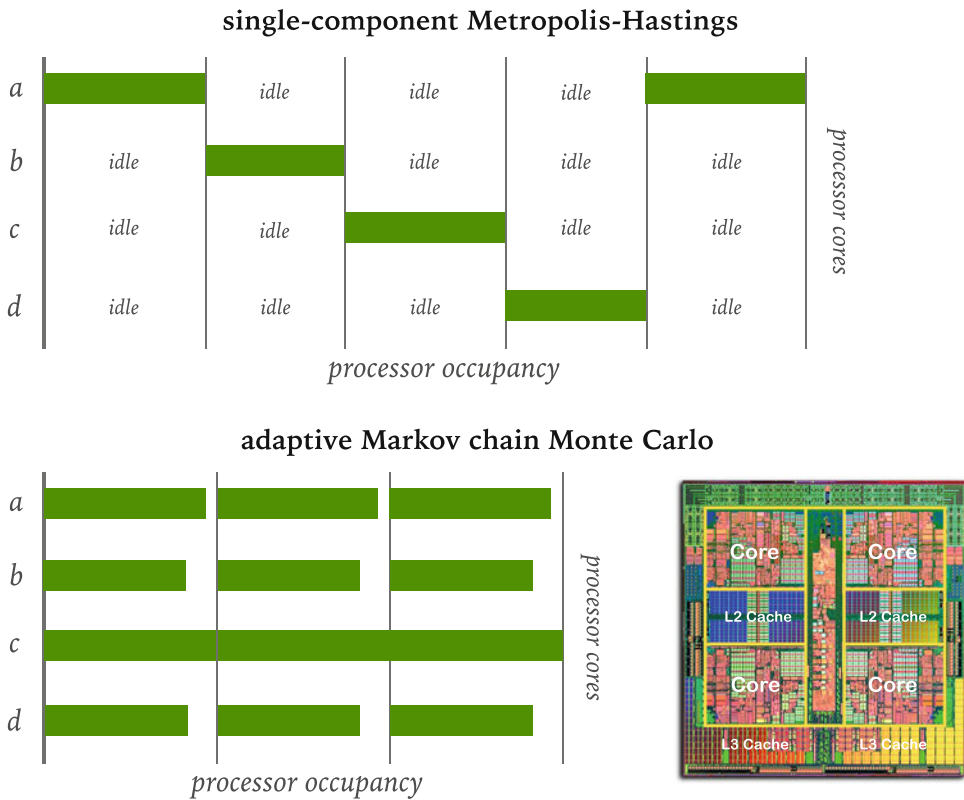 single-component Metropolis-Hastings
a idle idle idle
b idle idle idle idle
c idle idle idle idle
d idle idle idle idle
processor cores
processor occupancy
adaptive Markov chain Monte Carlo
a
b
c
d
processor cores
processor occupancy
Core Core
L2 Cache L2 Cache
Core Core
L3 Cache L3 Cache